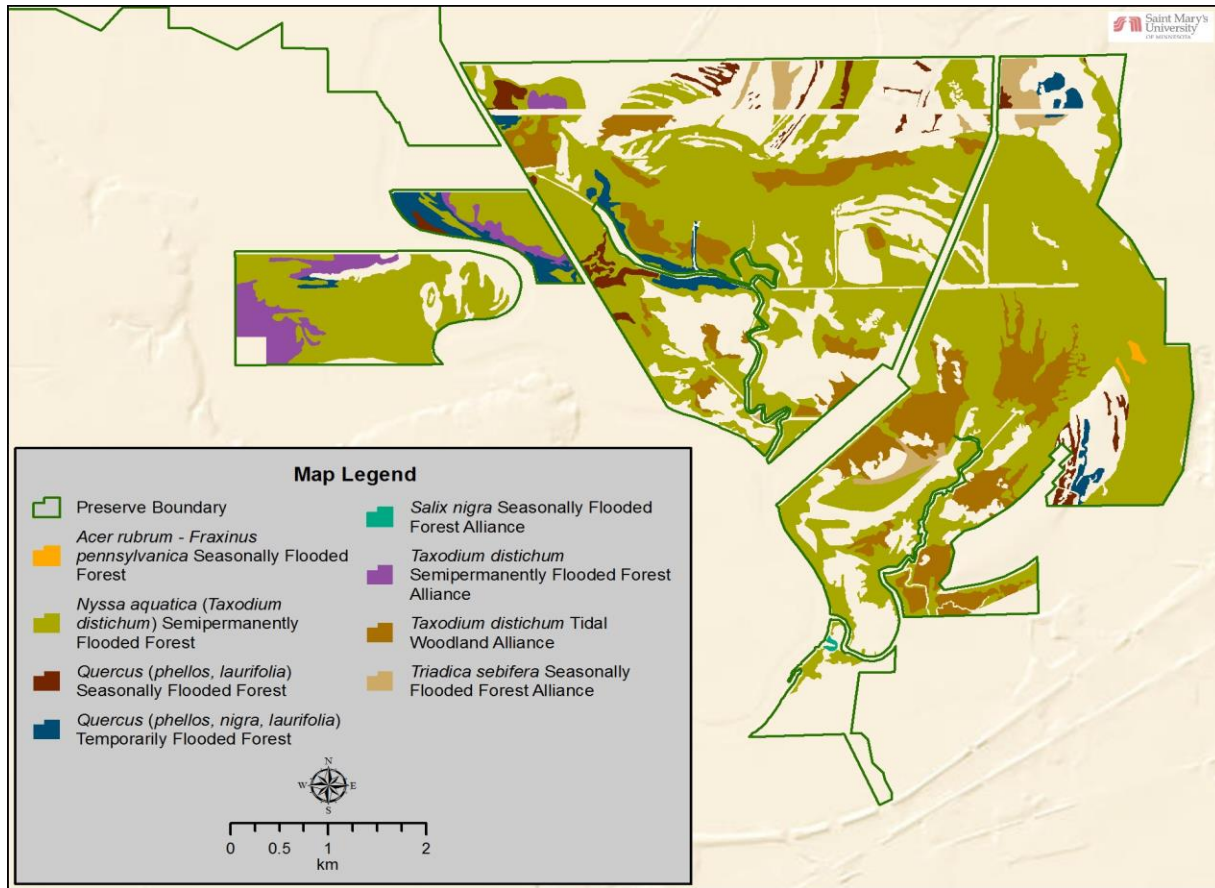 Saint Mary's
University
OF MINNESOTA
Map Legend
Preserve Boundary
Acer rubrum - Fraxinus
pennsylvanica Seasonally Flooded
Forest
Nyssa aquatica (Taxodium
distichum) Semipermanently
Flooded Forest
Quercus (phellos, laurifolia)
Seasonally Flooded Forest
Quercus (phellos, nigra, laurifolia)
Temporarily Flooded Forest
Salix nigra Seasonally Flooded
Forest Alliance
Taxodium distichum
Semipermanently Flooded Forest
Alliance
Taxodium distichum Tidal
Woodland Alliance
Triadica sebifera Seasonally
Flooded Forest Alliance
N
W E
S
0 0.5 1 2
km